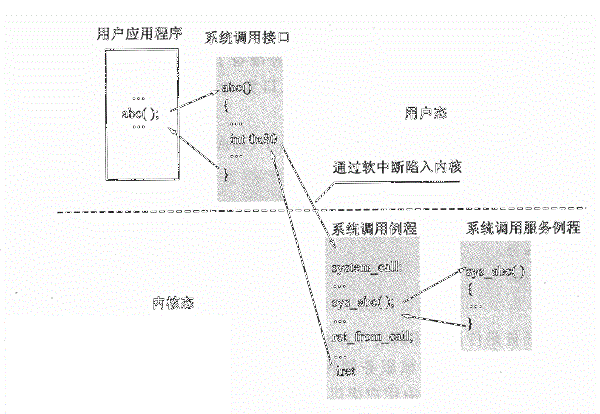 用户应用程序
系统调用接口
...
abc( );
...
abc()
{
...
int 0x80
...
}
用户态
通过软中断陷入内核
内核态
系统调用例程
system_call:
...
sys_abc( );
...
ret_from_call;
...
iret
系统调用服务例程
sys_abc( )
{
...
}